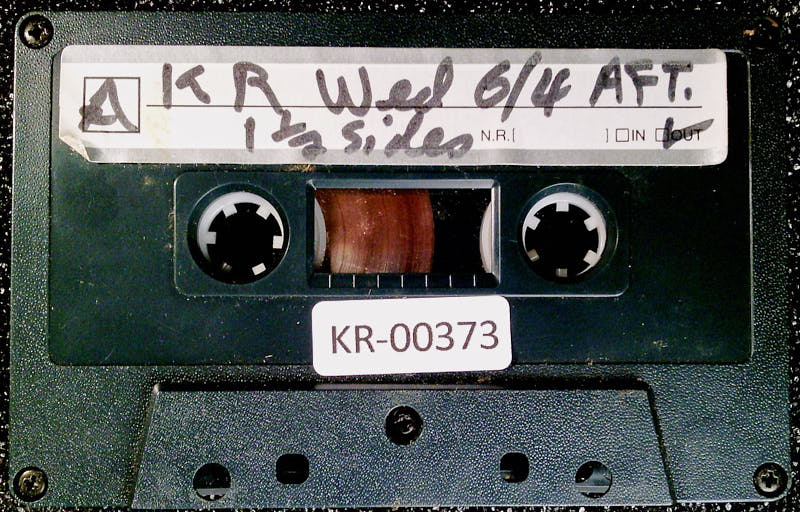 A KR Wed 6/4 AFT.
1 1/2 Sides N.R.[ ] IN OUT
KR-00373